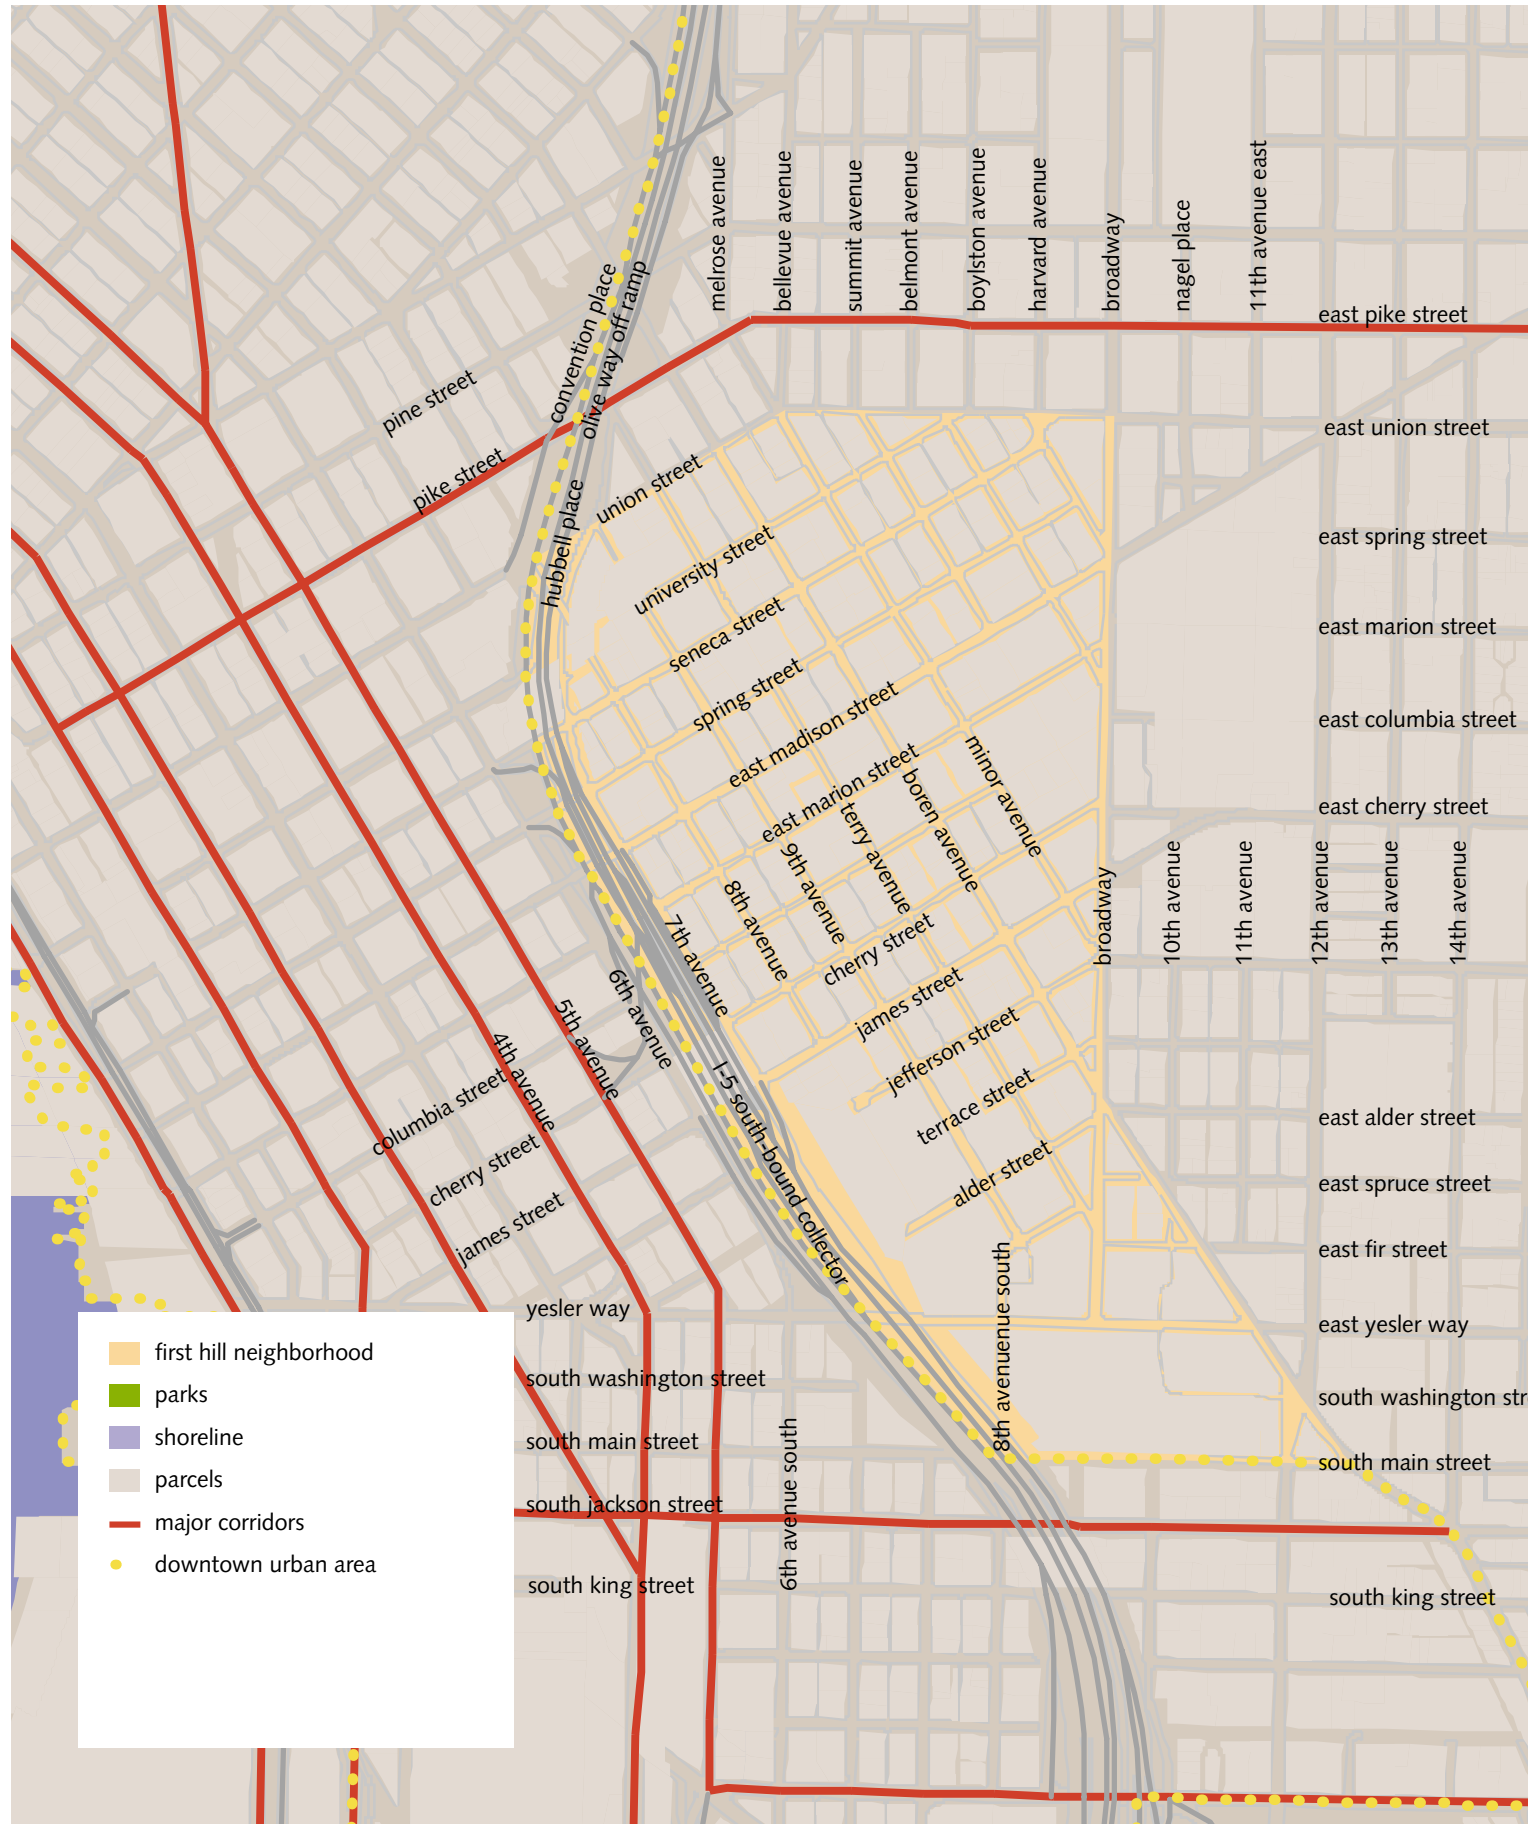 melrose avenue
bellevue avenue
summit avenue
belmont avenue
boylston avenue
harvard avenue
broadway
nagel place
11th avenue east
convention place
olive way off ramp
east pike street
pine street
pike street
hubbell place
union street
east union street
university street
east spring street
seneca street
east marion street
spring street
east madison street
east columbia street
east marion street
minor avenue
boren avenue
terry avenue
9th avenue
8th avenue
7th avenue
east cherry street
broadway
10th avenue
11th avenue
12th avenue
13th avenue
14th avenue
cherry street
james street
6th avenue
5th avenue
4th avenue
jefferson street
terrace street
I-5 south-bound collector
columbia street
cherry street
james street
alder street
east alder street
east spruce street
east fir street
8th avenuenue south
yesler way
east yesler way
south washington street
south washington str
south main street
south main street
6th avenue south
south jackson street
south king street
south king street
first hill neighborhood
parks
shoreline
parcels
major corridors
downtown urban area